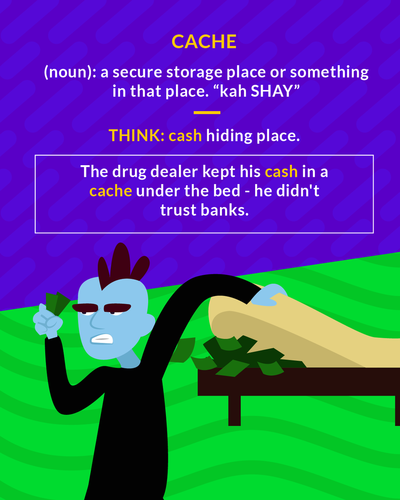 CACHE
(noun): a secure storage place or something
in that place. “kah SHAY”
THINK: cash hiding place.
The drug dealer kept his cash in a
cache under the bed - he didn't
trust banks.